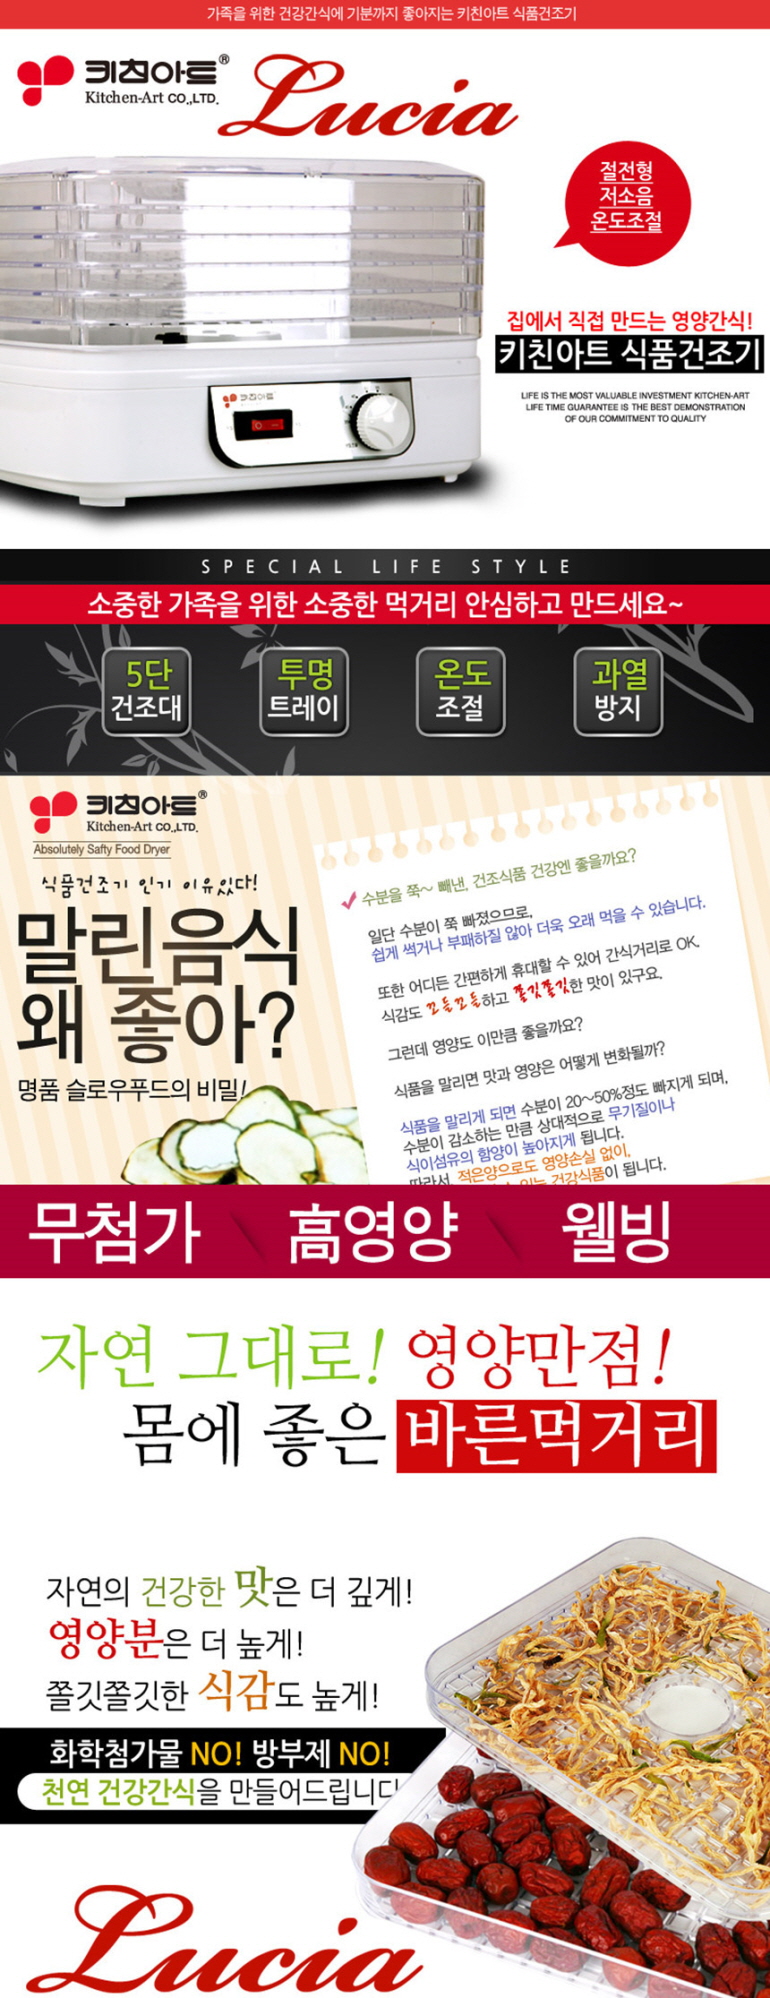 가족을 위한 건강간식에 기분까지 좋아지는 키친아트 식품건조기
키친아트®
Kitchen-Art CO.,LTD.
Lucia
절전형
저소음
온도조절
집에서 직접 만드는 영양간식!
키친아트 식품건조기
LIFE IS THE MOST VALUABLE INVESTMENT KITCHEN-ART
LIFE TIME GUARANTEE IS THE BEST DEMONSTRATION
OF OUR COMMITMENT TO QUALITY
키친아트
SPECIAL LIFE STYLE
소중한 가족을 위한 소중한 먹거리 안심하고 만드세요~
5단
건조대
투명
트레이
온도
조절
과열
방지
키친아트®
Kitchen-Art CO.,LTD.
Absolutely Safty Food Dryer
식품건조기 인기 이유있다!
말린음식
왜 좋아?
명품 슬로우푸드의 비밀!
수분을 쭉~ 빼낸, 건조식품 건강엔 좋을까요?
일단 수분이 쭉 빠졌으므로,
쉽게 썩거나 부패하질 않아 더욱 오래 먹을 수 있습니다.
또한 어디든 간편하게 휴대할 수 있어 간식거리로 OK.
식감도 꼬들꼬들하고 쫄깃쫄깃한 맛이 있구요.
그런데 영양도 이만큼 좋을까요?
식품을 말리면 맛과 영양은 어떻게 변화될까?
식품을 말리게 되면 수분이 20~50%정도 빠지게 되며,
수분이 감소하는 만큼 상대적으로 무기질이나
식이섬유의 함양이 높아지게 됩니다.
따라서, 적은양으로도 영양손실 없이,
있는 건강식품이 됩니다.
무첨가 高영양 웰빙
자연 그대로! 영양만점!
몸에 좋은 바른먹거리
자연의 건강한 맛은 더 깊게!
영양분은 더 높게!
쫄깃쫄깃한 식감도 높게!
화학첨가물 NO! 방부제 NO!
천연 건강간식을 만들어드립니다
Lucia